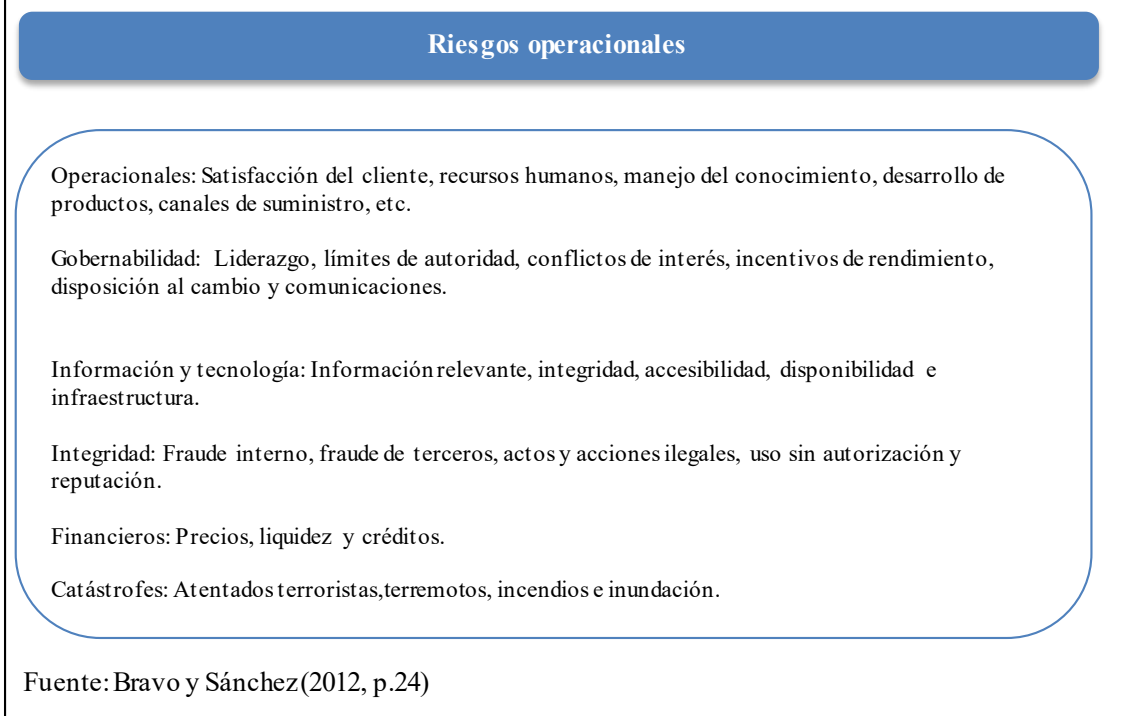 Riesgos operacionales
Operacionales: Satisfacción del cliente, recursos humanos, manejo del conocimiento, desarrollo de
productos, canales de suministro, etc.
Gobernabilidad: Liderazgo, límites de autoridad, conflictos de interés, incentivos de rendimiento,
disposición al cambio y comunicaciones.
Información y tecnología: Información relevante, integridad, accesibilidad, disponibilidad e
infraestructura.
Integridad: Fraude interno, fraude de terceros, actos y acciones ilegales, uso sin autorización y
reputación.
Financieros: Precios, liquidez y créditos.
Catástrofes: Atentados terroristas,terremotos, incendios e inundación.
Fuente: Bravo y Sánchez (2012, p.24)